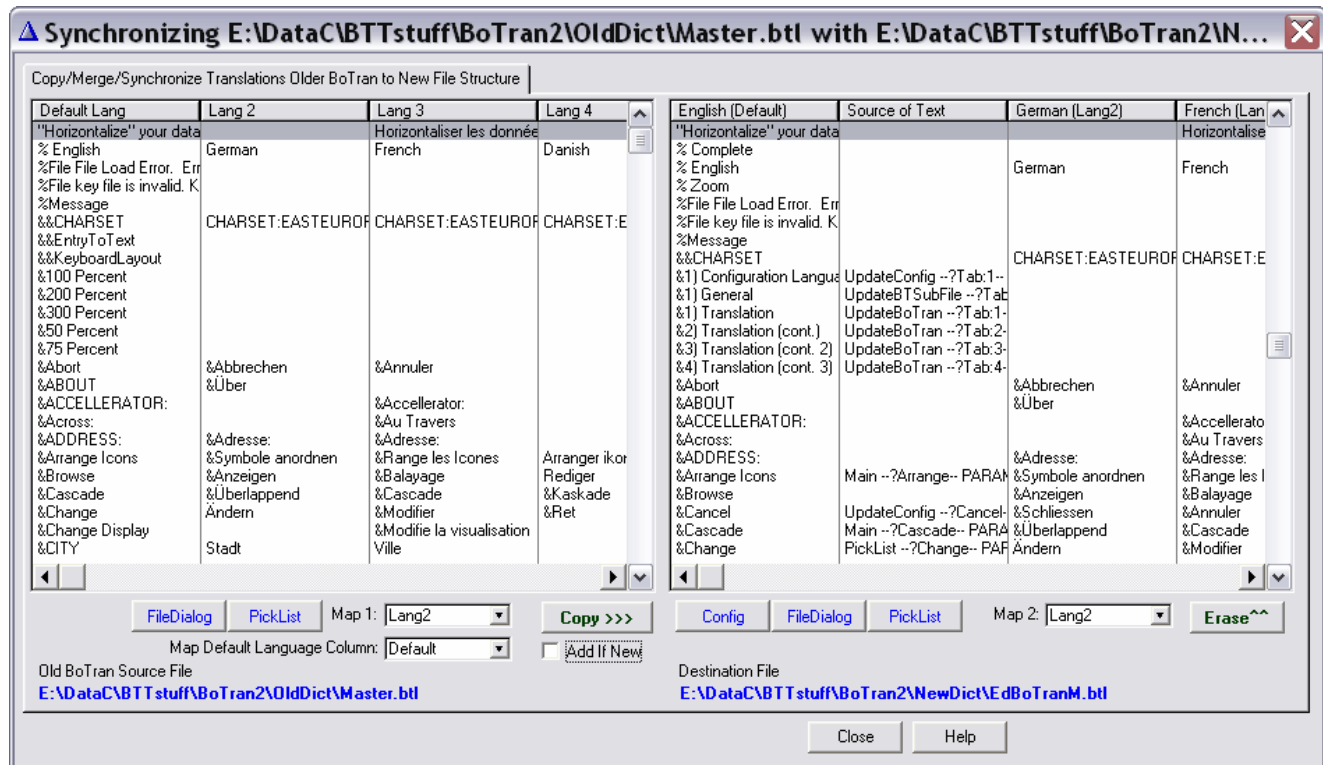 Synchronizing E:\DataC\BTTstuff\BoTran2\OldDict\Master.btl with E:\DataC\BTTstuff\BoTran2\N...
Copy/Merge/Synchronize Translations Older BoTran to New File Structure
Default Lang Lang 2 Lang 3 Lang 4
"Horizontalize" your data Horizontaliser les donnée
% English German French Danish
%File File Load Error. Err
%File key file is invalid. K
%Message
&&CHARSET CHARSET:EASTEUROF CHARSET:EASTEUROF CHARSET:E
&&EntryToText
&&KeyboardLayout
&100 Percent
&200 Percent
&300 Percent
&50 Percent
&75 Percent
&Abort &Abbrechen &Annuler
&ABOUT &Über
&ACCELLERATOR: &Accellerator:
&Across: &Au Travers
&ADDRESS: &Adresse: &Adresse:
&Arrange Icons &Symbole anordnen &Range les Icones Arranger ikor
&Browse &Anzeigen &Balayage Rediger
&Cascade &Überlappend &Cascade &Kaskade
&Change Ändern &Modifier &Ret
&Change Display &Modifie la visualisation
&CITY Stadt Ville
English (Default) Source of Text German (Lang2) French (Lan
"Horizontalize" your data Horizontalise
% Complete
% English German French
% Zoom
%File File Load Error. Err
%File key file is invalid. K
%Message
&&CHARSET CHARSET:EASTEUROF CHARSET:E
&1) Configuration Langua UpdateConfig --?Tab:1--
&1) General UpdateBTSubFile --?Tab
&1) Translation UpdateBoTran --?Tab:1-
&2) Translation (cont.) UpdateBoTran --?Tab:2-
&3) Translation (cont. 2) UpdateBoTran --?Tab:3-
&4) Translation (cont. 3) UpdateBoTran --?Tab:4-
&Abort &Abbrechen &Annuler
&ABOUT &Über
&ACCELLERATOR: &Accellerato
&Across: &Au Travers
&ADDRESS: &Adresse: &Adresse:
&Arrange Icons Main --?Arrange-- PARAM &Symbole anordnen &Range les I
&Browse &Anzeigen &Balayage
&Cancel UpdateConfig --?Cancel- &Schliessen &Annuler
&Cascade Main --?Cascade-- PARA &Überlappend &Cascade
&Change PickList --?Change-- PAR Ändern &Modifier
FileDialog PickList Map 1: Lang2 Copy >>>
Map Default Language Column: Default Add If New
Old BoTran Source File
E:\DataC\BTTstuff\BoTran2\OldDict\Master.btl
Config FileDialog PickList Map 2: Lang2 Erase^^
Destination File
E:\DataC\BTTstuff\BoTran2\NewDict\EdBoTranM.btl
Close Help